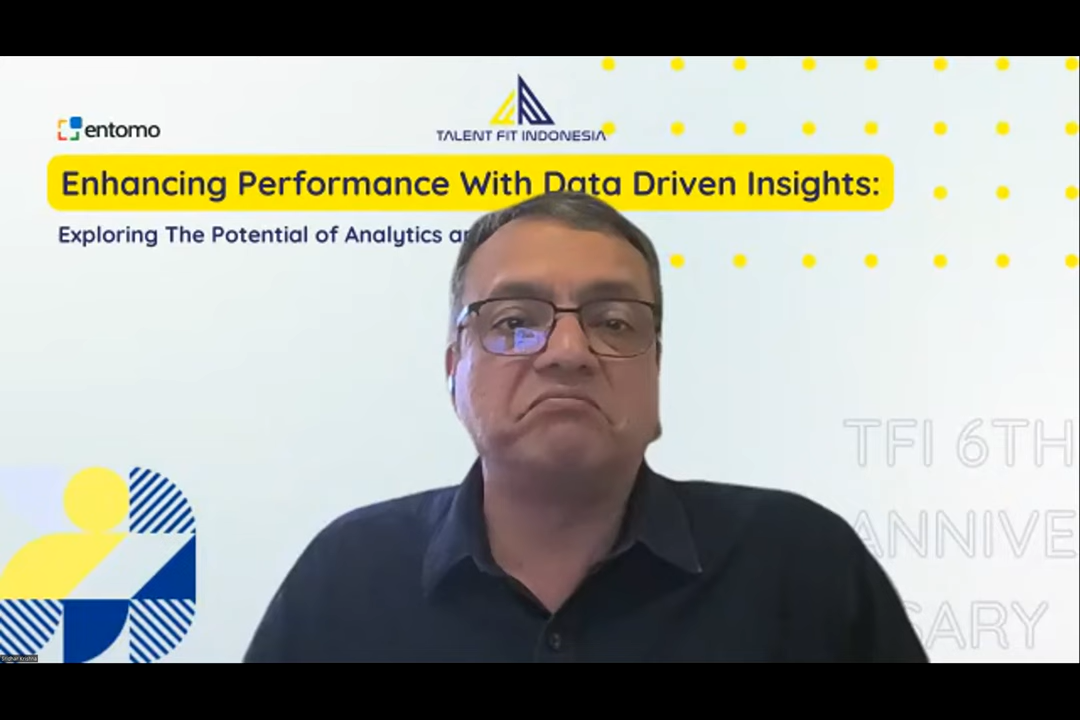 entomo
TALENT FIT INDONESIA
Enhancing Performance With Data Driven Insights:
Exploring The Potential of Analytics
TFI 6TH
ANNIVE
SARY